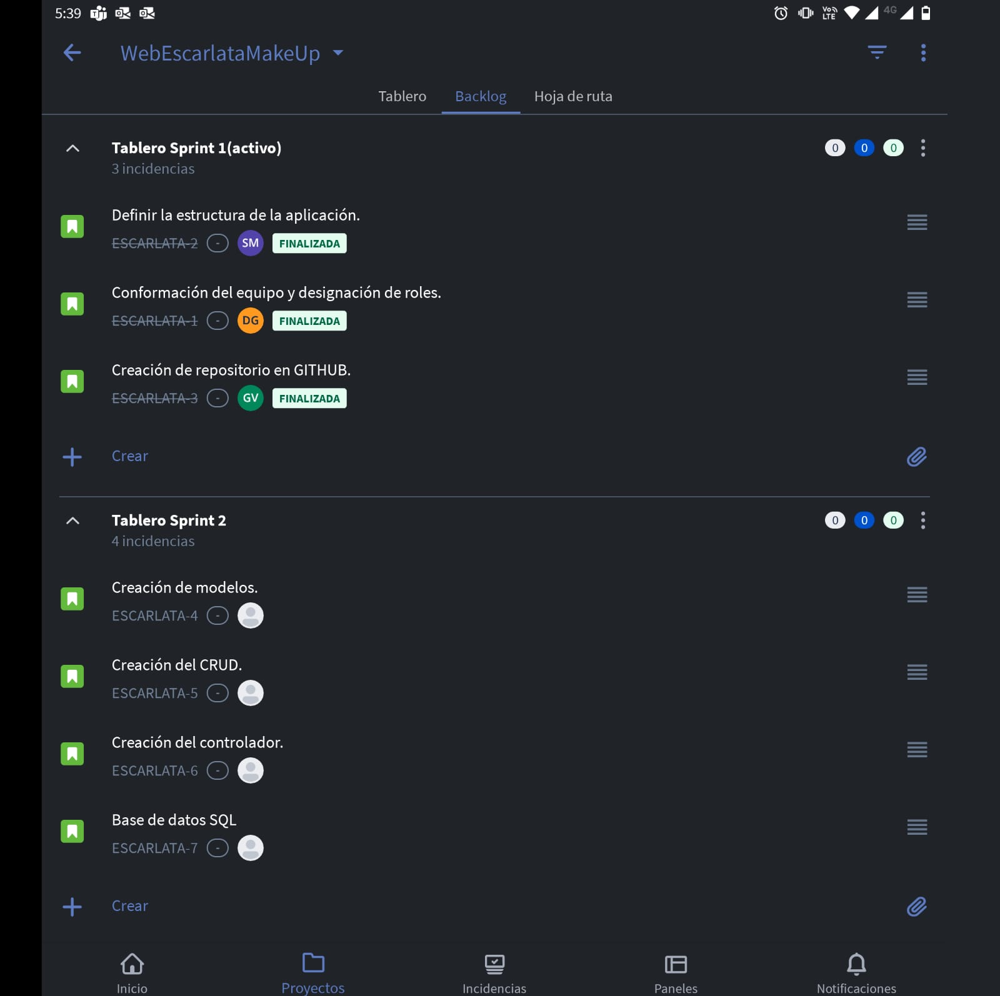 5:39
Vo LTE 4G
WebEscarlataMakeUp
Tablero Backlog Hoja de ruta
Tablero Sprint 1(activo) 0 0 0
3 incidencias
Definir la estructura de la aplicación.
ESCARLATA-2 - SM FINALIZADA
Conformación del equipo y designación de roles.
ESCARLATA-1 - DG FINALIZADA
Creación de repositorio en GITHUB.
ESCARLATA-3 - GV FINALIZADA
Crear
Tablero Sprint 2 0 0 0
4 incidencias
Creación de modelos.
ESCARLATA-4 -
Creación del CRUD.
ESCARLATA-5 -
Creación del controlador.
ESCARLATA-6 -
Base de datos SQL
ESCARLATA-7 -
Crear
Inicio Proyectos Incidencias Paneles Notificaciones